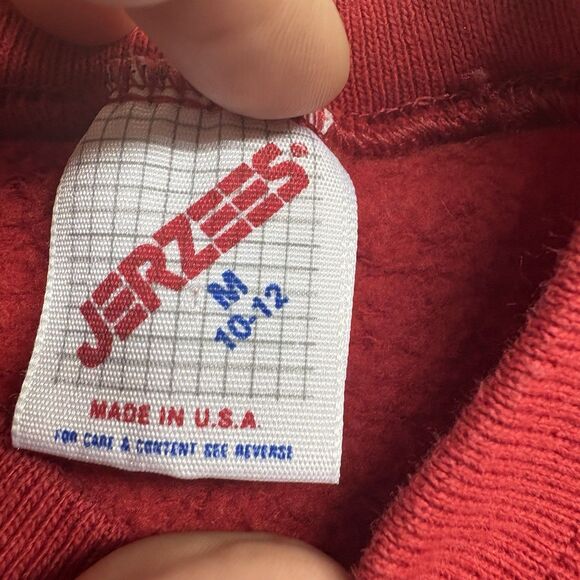 JERZEES®
M
10-12
MADE IN U.S.A
FOR CARE & CONTENT SEE REVERSE